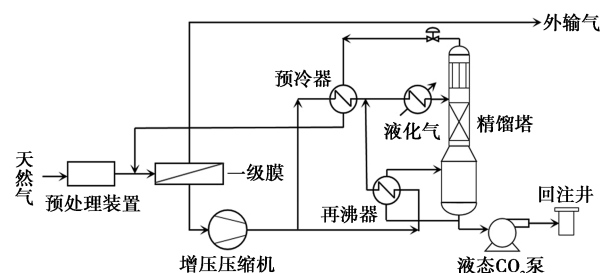 外输气
预冷器
液化气
精馏塔
天然气
一级膜
预处理装置
再沸器
回注井
增压压缩机
液态CO₂泵